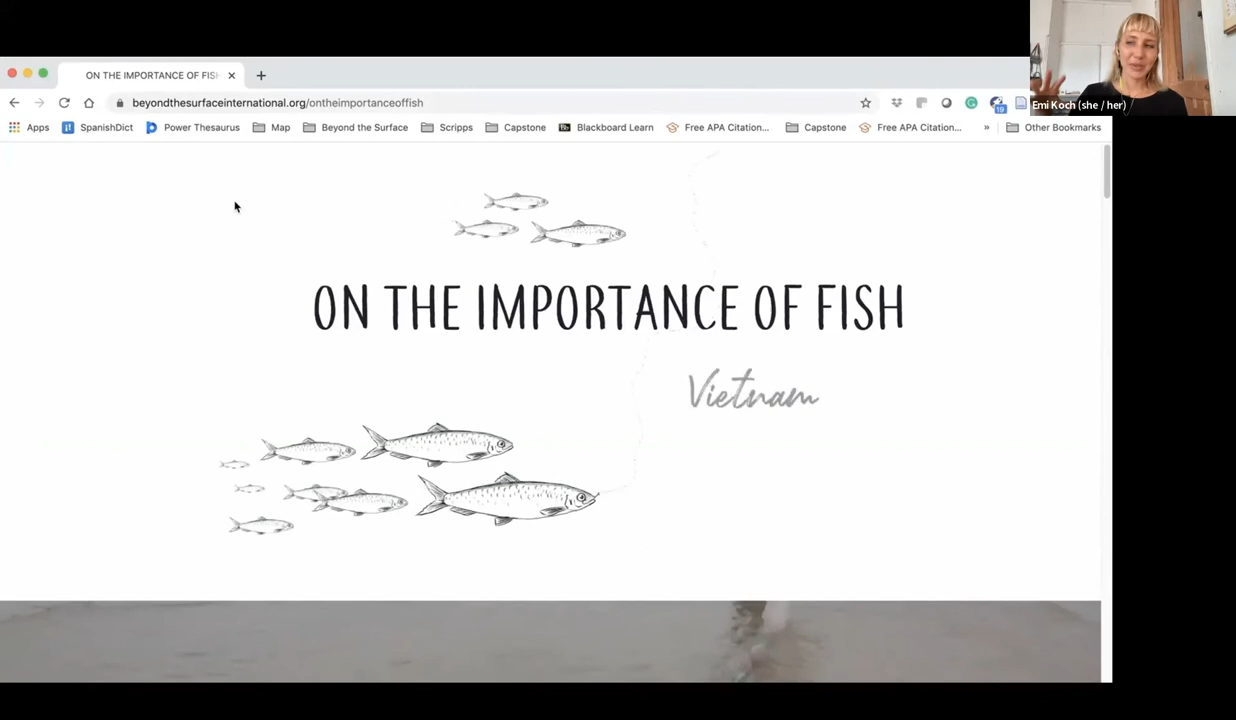 ON THE IMPORTANCE OF FISH
beyondthesurfaceinternational.org/ontheimportanceoffish
Emi Koch (she / her)
Apps SpanishDict Power Thesaurus Map Beyond the Surface Scripps Capstone Blackboard Learn Free APA Citation... Capstone Free APA Citation... » Other Bookmarks
ON THE IMPORTANCE OF FISH
Vietnam